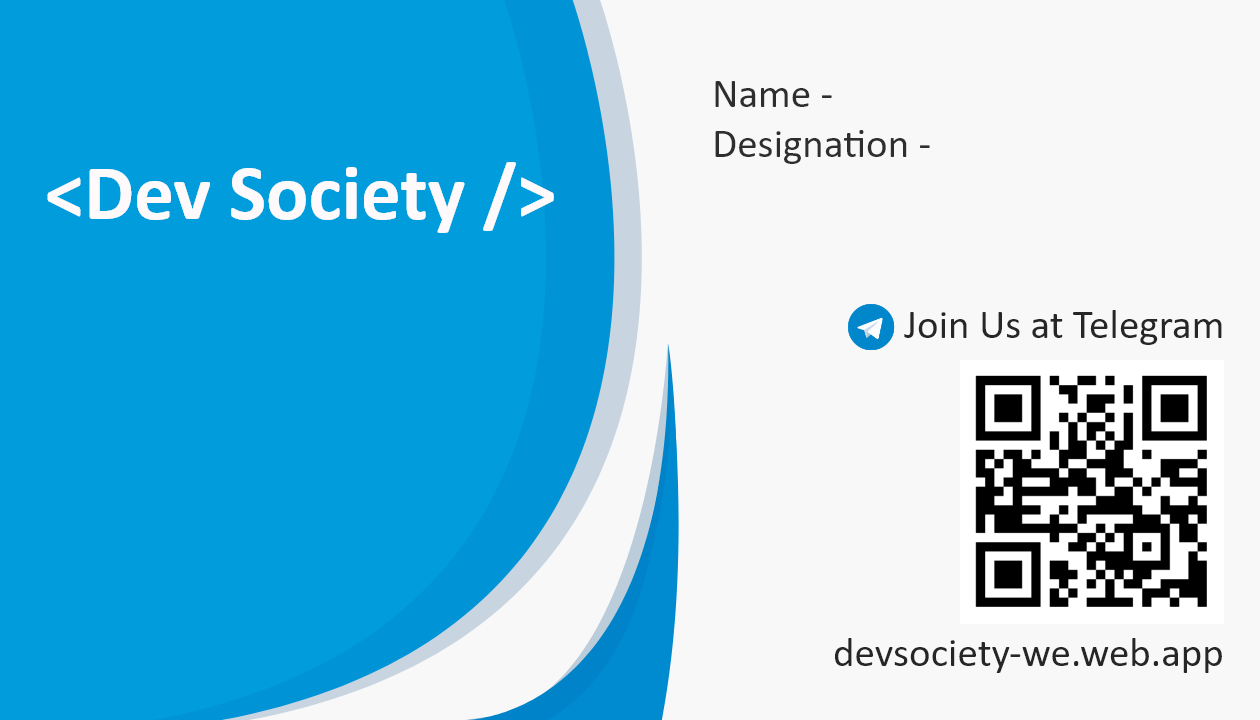 <Dev Society />
Name -
Designation -
Join Us at Telegram
devsociety-we.web.app